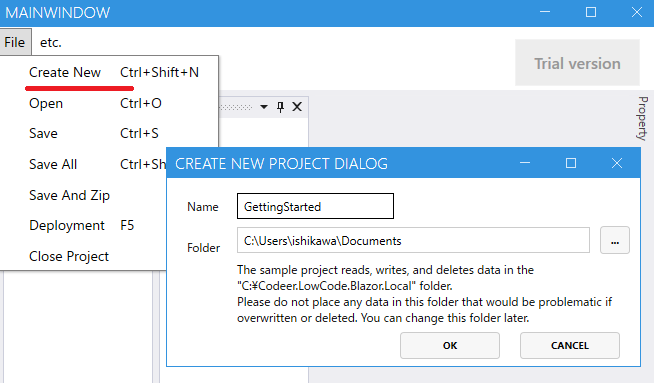 MAINWINDOW
File etc.
Trial version
Create New Ctrl+Shift+N
Open Ctrl+O
Save Ctrl+S
Save All Ctrl+Sh
Save And Zip
Deployment F5
Close Project
Property
CREATE NEW PROJECT DIALOG
Name GettingStarted
Folder C:\Users\ishikawa\Documents ...
The sample project reads, writes, and deletes data in the
"C:¥Codeer.LowCode.Blazor.Local" folder.
Please do not place any data in this folder that would be problematic if
overwritten or deleted. You can change this folder later.
OK CANCEL